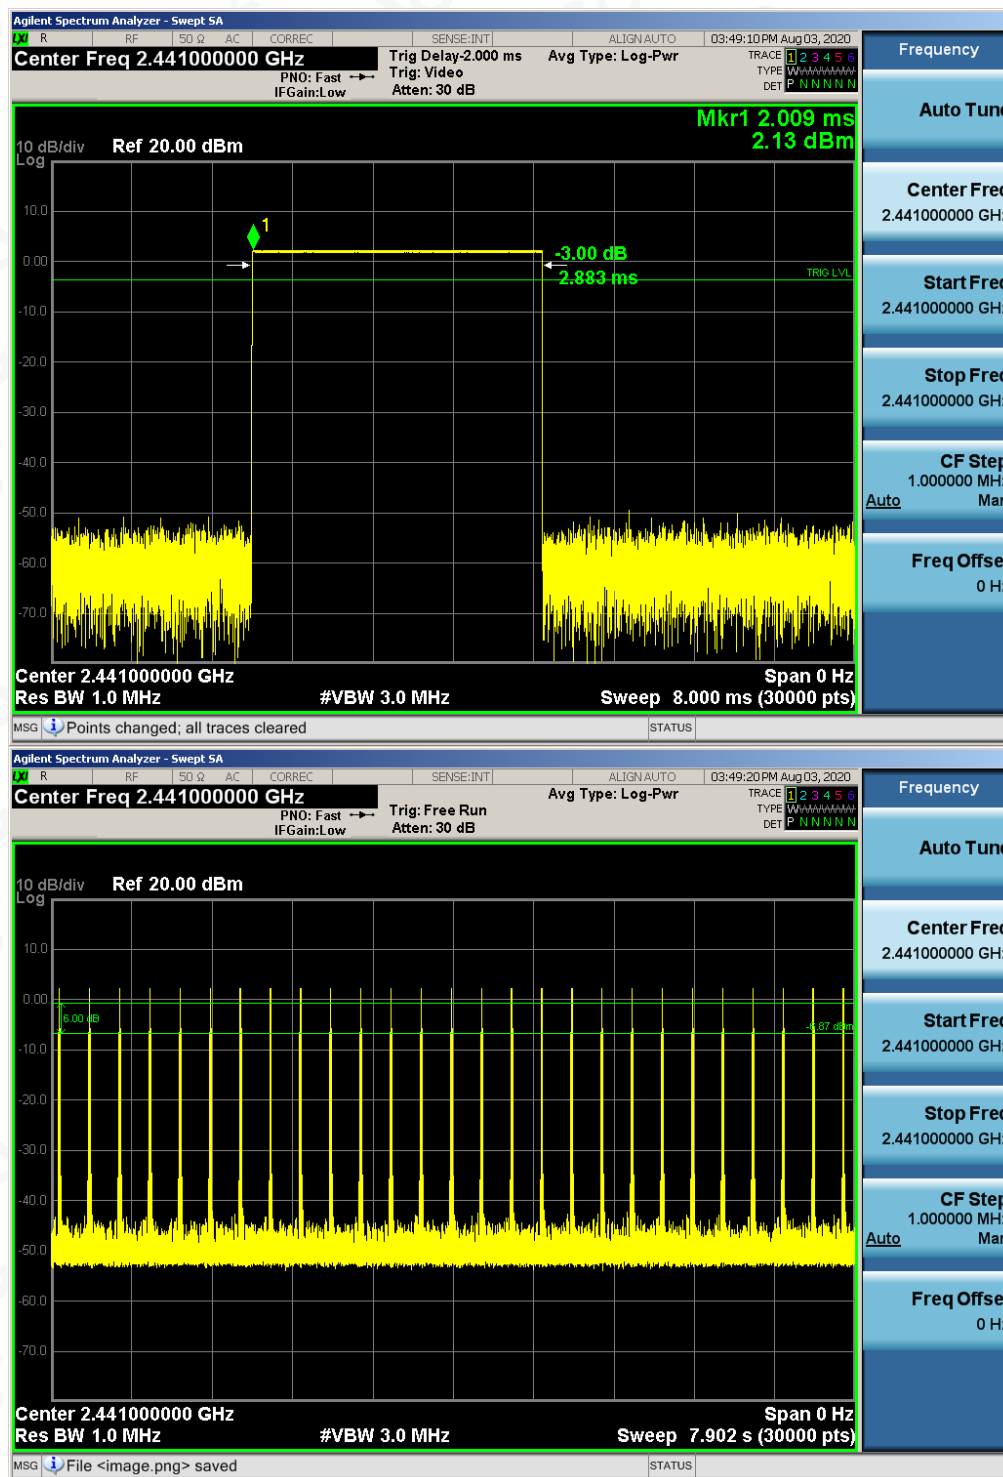 Agilent Spectrum Analyzer - Swept SA
LXI R RF 50 Ω AC CORREC SENSE:INT ALIGN AUTO 03:49:10 PM Aug 03, 2020
Center Freq 2.441000000 GHz
PNO: Fast
IFGain:Low
Trig Delay-2.000 ms
Trig: Video
Atten: 30 dB
Avg Type: Log-Pwr
TRACE 1 2 3 4 5 6
TYPE WWWWWW
DET P N N N N N
Mkr1 2.009 ms
2.13 dBm
10 dB/div Ref 20.00 dBm
Log
10.0
1
0.00
-3.00 dB
2.883 ms
TRIG LVL
-10.0
-20.0
-30.0
-40.0
-50.0
-60.0
-70.0
Center 2.441000000 GHz Span 0 Hz
Res BW 1.0 MHz #VBW 3.0 MHz Sweep 8.000 ms (30000 pts)
MSG Points changed; all traces cleared STATUS
Frequency
Auto Tun
Center Fre
2.441000000 GH
Start Fre
2.441000000 GH
Stop Fre
2.441000000 GH
CF Ste
1.000000 MH
Auto Ma
Freq Offse
0 H
Agilent Spectrum Analyzer - Swept SA
LXI R RF 50 Ω AC CORREC SENSE:INT ALIGN AUTO 03:49:20 PM Aug 03, 2020
Center Freq 2.441000000 GHz
PNO: Fast
IFGain:Low
Trig: Free Run
Atten: 30 dB
Avg Type: Log-Pwr
TRACE 1 2 3 4 5 6
TYPE WWWWWW
DET P N N N N N
10 dB/div Ref 20.00 dBm
Log
10.0
0.00
6.00 dB
-6.87 dBm
-10.0
-20.0
-30.0
-40.0
-50.0
-60.0
-70.0
Center 2.441000000 GHz Span 0 Hz
Res BW 1.0 MHz #VBW 3.0 MHz Sweep 7.902 s (30000 pts)
MSG File <image.png> saved STATUS
Frequency
Auto Tun
Center Fre
2.441000000 GH
Start Fre
2.441000000 GH
Stop Fre
2.441000000 GH
CF Ste
1.000000 MH
Auto Ma
Freq Offse
0 H